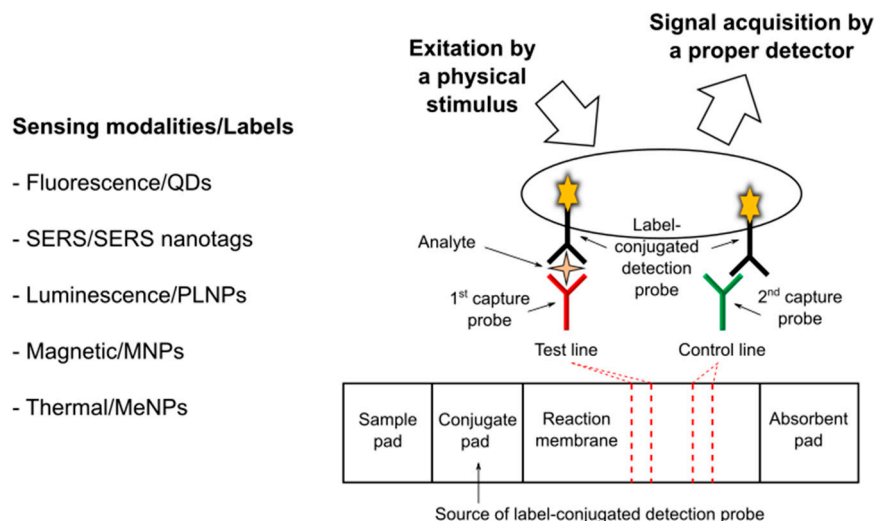 Exitation by
a physical
stimulus
Signal acquisition by
a proper detector
Sensing modalities/Labels
- Fluorescence/QDs
- SERS/SERS nanotags
- Luminescence/PLNPs
- Magnetic/MNPs
- Thermal/MeNPs
Analyte
Label-
conjugated
detection
probe
1st capture
probe
2nd capture
probe
Test line
Control line
Sample
pad
Conjugate
pad
Reaction
membrane
Absorbent
pad
Source of label-conjugated detection probe